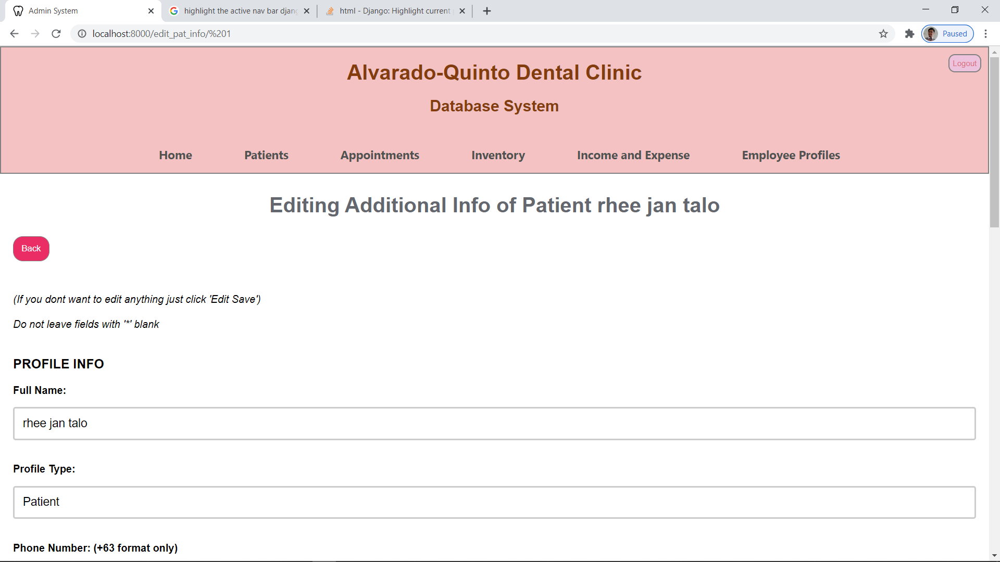 Admin System
highlight the active nav bar djang
html - Django: Highlight current
localhost:8000/edit_pat_info/%201
Paused
Logout
Alvarado-Quinto Dental Clinic
Database System
Home Patients Appointments Inventory Income and Expense Employee Profiles
Editing Additional Info of Patient rhee jan talo
Back
(If you dont want to edit anything just click 'Edit Save')
Do not leave fields with '*' blank
PROFILE INFO
Full Name:
rhee jan talo
Profile Type:
Patient
Phone Number: (+63 format only)